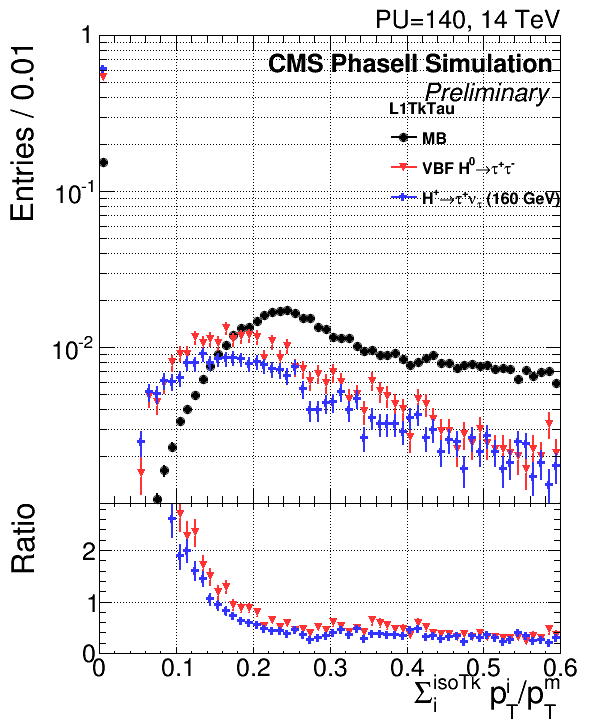 PU=140, 14 TeV
CMS PhaseII Simulation
Preliminary
L1TkTau
MB
VBF H⁰→τ⁺τ⁻
H⁺→τ⁺ν_τ (160 GeV)
Entries / 0.01
1
10⁻¹
10⁻²
Ratio
2
1
0
0 0.1 0.2 0.3 0.4 0.5 0.6
Σ_i^isoTk p_T^i/p_T^m